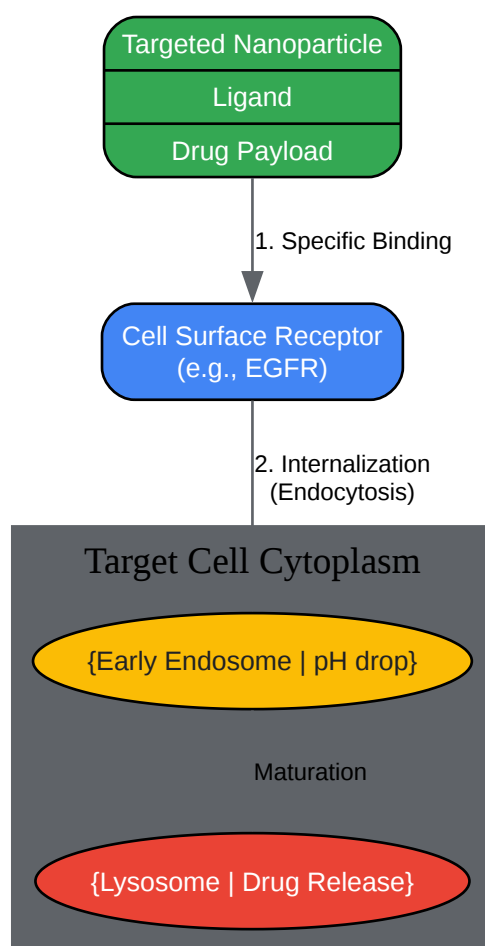 Targeted Nanoparticle
Ligand
Drug Payload
1. Specific Binding
Cell Surface Receptor
(e.g., EGFR)
2. Internalization
(Endocytosis)
Target Cell Cytoplasm
{Early Endosome | pH drop}
Maturation
{Lysosome | Drug Release}